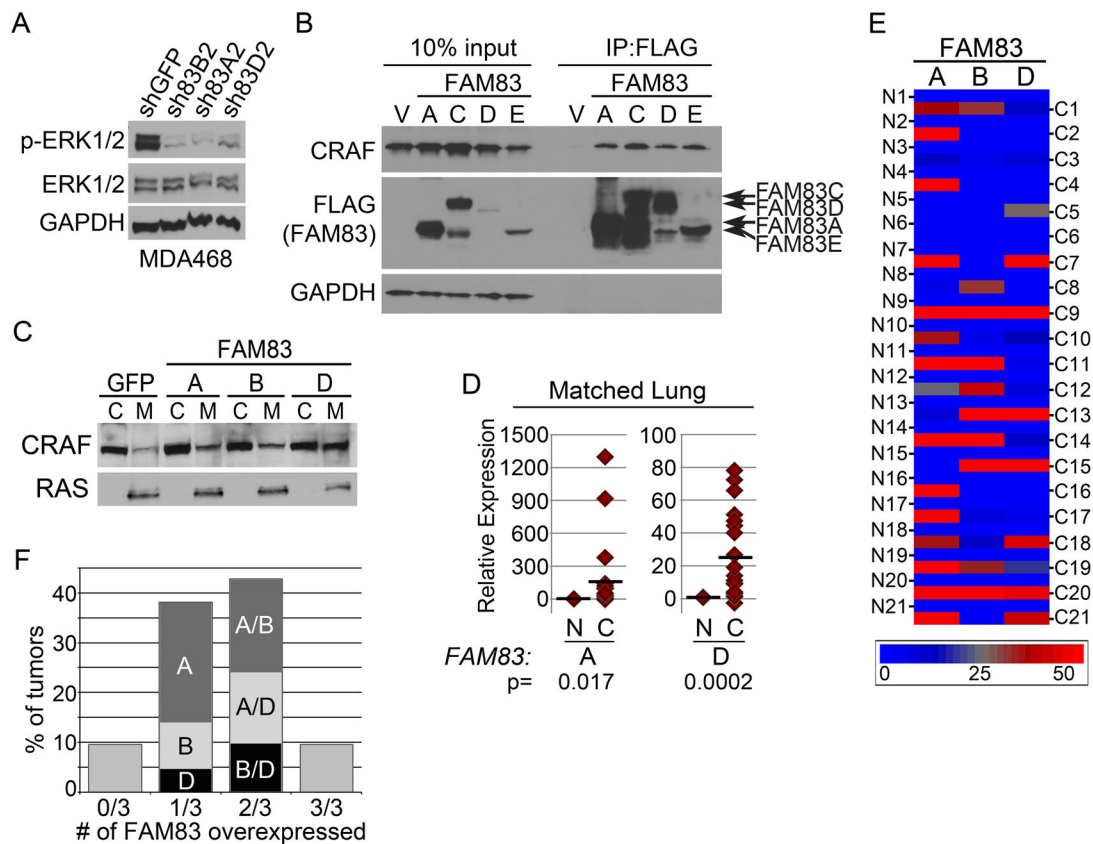 A
shGFP
sh83B2
sh83A2
sh83D2
p-ERK1/2
ERK1/2
GAPDH
MDA468
B
10% input
IP:FLAG
FAM83
FAM83
V A C D E
V A C D E
CRAF
FLAG
(FAM83)
GAPDH
FAM83C
FAM83D
FAM83A
FAM83E
C
FAM83
GFP A B D
C M C M C M C M
CRAF
RAS
D
Matched Lung
Relative Expression
1500
1200
900
600
300
0
100
80
60
40
20
0
N C
N C
FAM83: A D
p= 0.017 0.0002
E
FAM83
A B D
N1
C1
N2
C2
N3
C3
N4
C4
N5
C5
N6
C6
N7
C7
N8
C8
N9
C9
N10
C10
N11
C11
N12
C12
N13
C13
N14
C14
N15
C15
N16
C16
N17
C17
N18
C18
N19
C19
N20
C20
N21
C21
0 25 50
F
% of tumors
40
30
20
10
0
A
B
D
A/B
A/D
B/D
0/3 1/3 2/3 3/3
# of FAM83 overexpressed